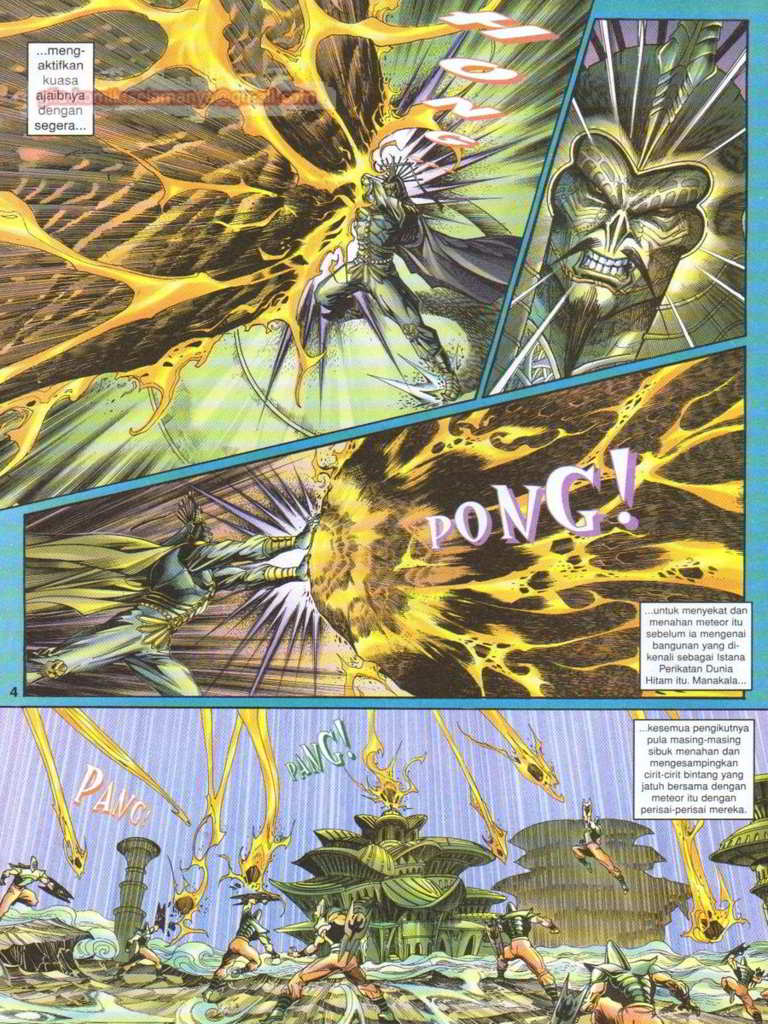 ...meng-
aktifkan
kuasa
ajaibnya
dengan
segera...
HONG
HONG
PONG!
...untuk menyekat dan
menahan meteor itu
sebelum ia mengenai
bangunan yang di-
kenali sebagai Istana
Perikatan Dunia
Hitam itu. Manakala...
4
PANG!
PANG!
...kesemua pengikutnya
pula masing-masing
sibuk menahan dan
mengesampingkan
cirit-cirit bintang yang
jatuh bersama dengan
meteor itu dengan
perisai-perisai mereka.